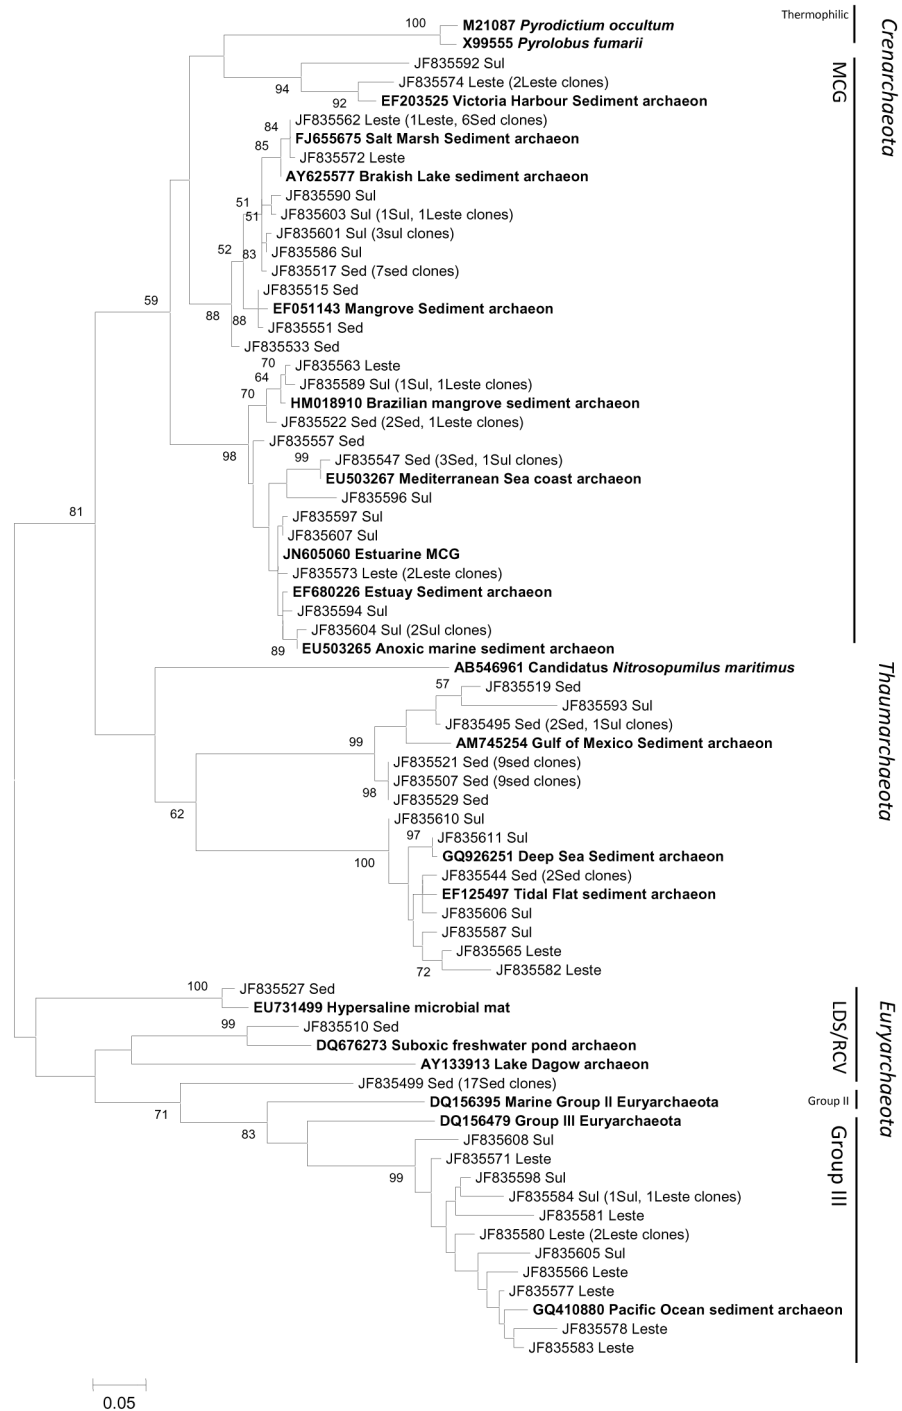 Thermophilic
Crenarchaeota
100
M21087 Pyrodictium occultum
X99555 Pyrolobus fumarii
MCG
JF835592 Sul
94
JF835574 Leste (2Leste clones)
92
EF203525 Victoria Harbour Sediment archaeon
84
JF835562 Leste (1Leste, 6Sed clones)
FJ655675 Salt Marsh Sediment archaeon
85
JF835572 Leste
AY625577 Brakish Lake sediment archaeon
JF835590 Sul
51
51
JF835603 Sul (1Sul, 1Leste clones)
JF835601 Sul (3sul clones)
52
83
JF835586 Sul
JF835517 Sed (7sed clones)
JF835515 Sed
59
EF051143 Mangrove Sediment archaeon
88
88
JF835551 Sed
JF835533 Sed
70
JF835563 Leste
64
JF835589 Sul (1Sul, 1Leste clones)
70
HM018910 Brazilian mangrove sediment archaeon
JF835522 Sed (2Sed, 1Leste clones)
JF835557 Sed
98
99
JF835547 Sed (3Sed, 1Sul clones)
EU503267 Mediterranean Sea coast archaeon
JF835596 Sul
81
JF835597 Sul
JF835607 Sul
JN605060 Estuarine MCG
JF835573 Leste (2Leste clones)
EF680226 Estuay Sediment archaeon
JF835594 Sul
JF835604 Sul (2Sul clones)
89
EU503265 Anoxic marine sediment archaeon
Thaumarchaeota
AB546961 Candidatus Nitrosopumilus maritimus
57
JF835519 Sed
JF835593 Sul
JF835495 Sed (2Sed, 1Sul clones)
99
AM745254 Gulf of Mexico Sediment archaeon
JF835521 Sed (9sed clones)
JF835507 Sed (9sed clones)
98
JF835529 Sed
62
JF835610 Sul
97
JF835611 Sul
100
GQ926251 Deep Sea Sediment archaeon
JF835544 Sed (2Sed clones)
EF125497 Tidal Flat sediment archaeon
JF835606 Sul
JF835587 Sul
JF835565 Leste
72
JF835582 Leste
Euryarchaeota
LDS/RCV
100
JF835527 Sed
EU731499 Hypersaline microbial mat
99
JF835510 Sed
DQ676273 Suboxic freshwater pond archaeon
AY133913 Lake Dagow archaeon
JF835499 Sed (17Sed clones)
Group II
71
DQ156395 Marine Group II Euryarchaeota
83
DQ156479 Group III Euryarchaeota
Group III
JF835608 Sul
JF835571 Leste
99
JF835598 Sul
JF835584 Sul (1Sul, 1Leste clones)
JF835581 Leste
JF835580 Leste (2Leste clones)
JF835605 Sul
JF835566 Leste
JF835577 Leste
GQ410880 Pacific Ocean sediment archaeon
JF835578 Leste
JF835583 Leste
0.05